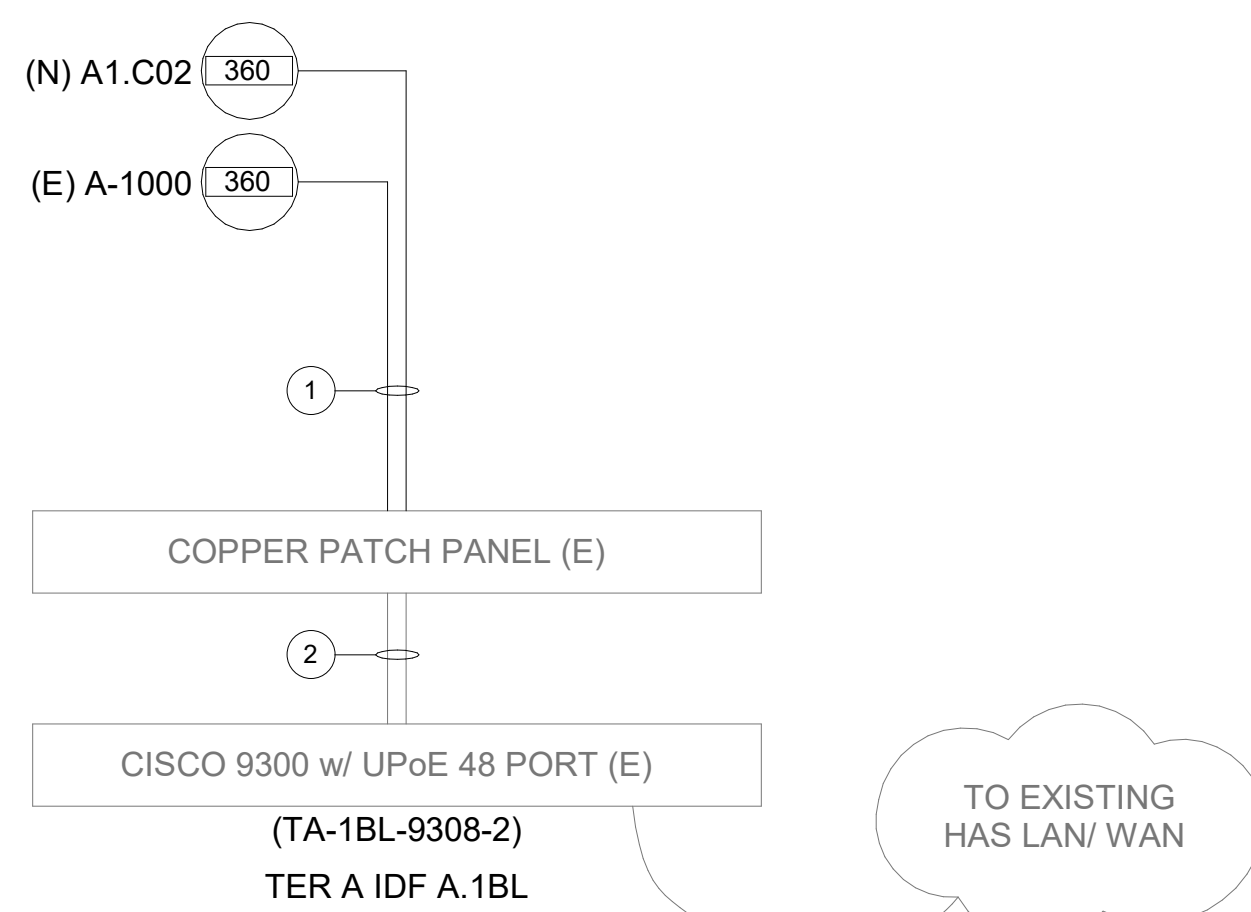 (N) A1.C02 360
(E) A-1000 360
1
COPPER PATCH PANEL (E)
2
CISCO 9300 w/ UPoE 48 PORT (E)
(TA-1BL-9308-2)
TER A IDF A.1BL
TO EXISTING
HAS LAN/ WAN